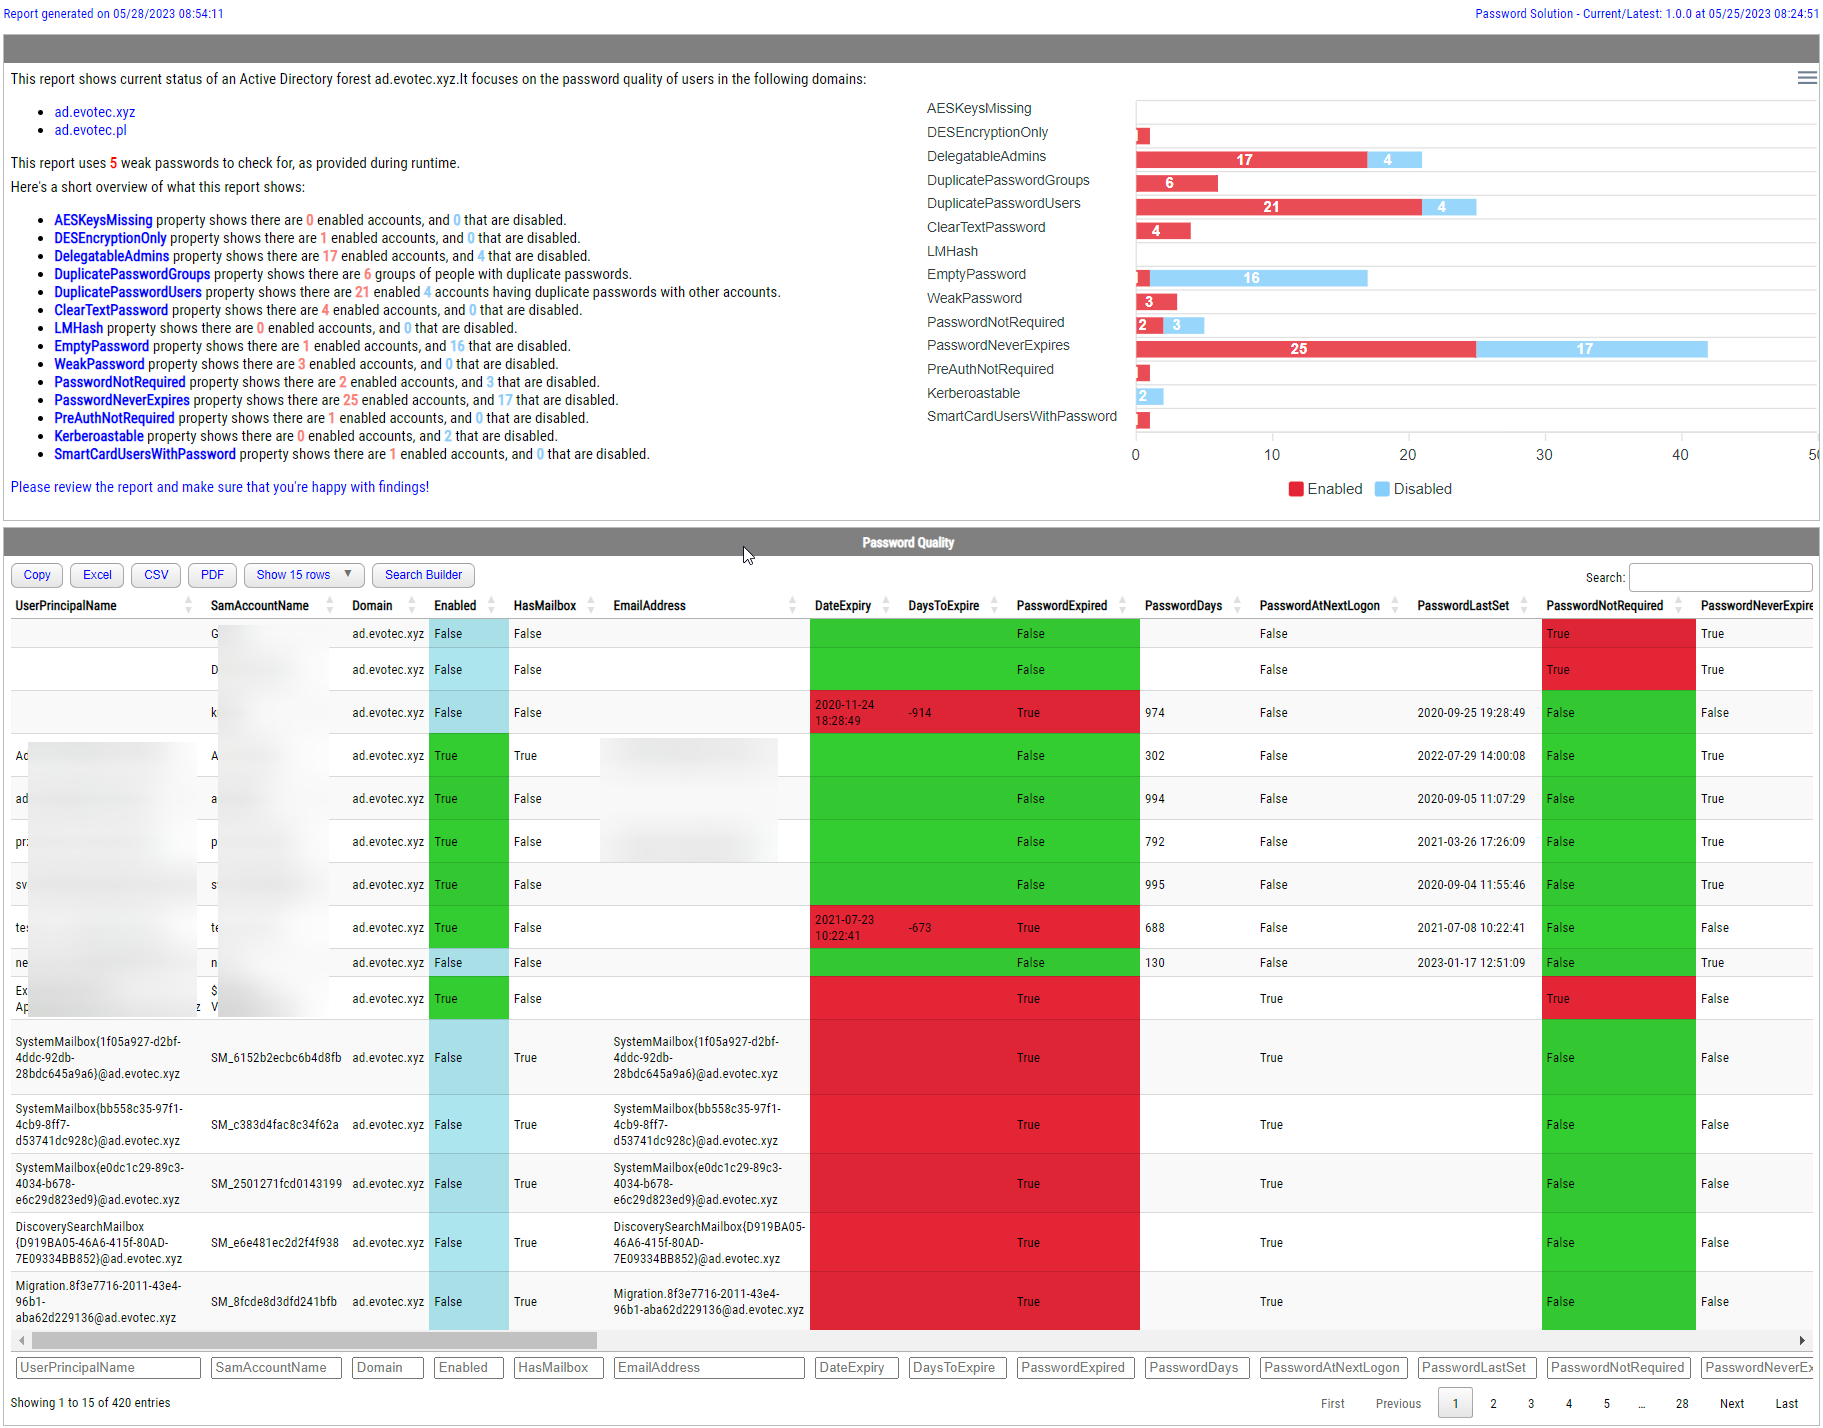 Report generated on 05/28/2023 08:54:11
Password Solution - Current/Latest: 1.0.0 at 05/25/2023 08:24:51
This report shows current status of an Active Directory forest ad.evotec.xyz.It focuses on the password quality of users in the following domains:
ad.evotec.xyz
ad.evotec.pl
This report uses 5 weak passwords to check for, as provided during runtime.
Here's a short overview of what this report shows:
AESKeysMissing property shows there are 0 enabled accounts, and 0 that are disabled.
DESEncryptionOnly property shows there are 1 enabled accounts, and 0 that are disabled.
DelegatableAdmins property shows there are 17 enabled accounts, and 4 that are disabled.
DuplicatePasswordGroups property shows there are 6 groups of people with duplicate passwords.
DuplicatePasswordUsers property shows there are 21 enabled 4 accounts having duplicate passwords with other accounts.
ClearTextPassword property shows there are 4 enabled accounts, and 0 that are disabled.
LMHash property shows there are 0 enabled accounts, and 0 that are disabled.
EmptyPassword property shows there are 1 enabled accounts, and 16 that are disabled.
WeakPassword property shows there are 3 enabled accounts, and 0 that are disabled.
PasswordNotRequired property shows there are 2 enabled accounts, and 3 that are disabled.
PasswordNeverExpires property shows there are 25 enabled accounts, and 17 that are disabled.
PreAuthNotRequired property shows there are 1 enabled accounts, and 0 that are disabled.
Kerberoastable property shows there are 0 enabled accounts, and 2 that are disabled.
SmartCardUsersWithPassword property shows there are 1 enabled accounts, and 0 that are disabled.
Please review the report and make sure that you're happy with findings!
AESKeysMissing
DESEncryptionOnly
DelegatableAdmins 17 4
DuplicatePasswordGroups 6
DuplicatePasswordUsers 21 4
ClearTextPassword 4
LMHash
EmptyPassword 16
WeakPassword 3
PasswordNotRequired 2 3
PasswordNeverExpires 25 17
PreAuthNotRequired
Kerberoastable 2
SmartCardUsersWithPassword
0 10 20 30 40
Enabled Disabled
Password Quality
Copy Excel CSV PDF Show 15 rows Search Builder Search:
UserPrincipalName SamAccountName Domain Enabled HasMailbox EmailAddress DateExpiry DaysToExpire PasswordExpired PasswordDays PasswordAtNextLogon PasswordLastSet PasswordNotRequired PasswordNeverExpire
G ad.evotec.xyz False False False False True True
D ad.evotec.xyz False False False False True True
k ad.evotec.xyz False False 2020-11-24 18:28:49 -914 True 974 False 2020-09-25 19:28:49 False False
Ad A ad.evotec.xyz True True False 302 False 2022-07-29 14:00:08 False True
ad a ad.evotec.xyz True False False 994 False 2020-09-05 11:07:29 False True
prz p ad.evotec.xyz True False False 792 False 2021-03-26 17:26:09 False True
sv s ad.evotec.xyz True False False 995 False 2020-09-04 11:55:46 False True
tes te ad.evotec.xyz True False 2021-07-23 10:22:41 -673 True 688 False 2021-07-08 10:22:41 False False
ne n ad.evotec.xyz False False False 130 False 2023-01-17 12:51:09 False True
Ex Ap z $ V ad.evotec.xyz True False True True True False
SystemMailbox{1f05a927-d2bf-4ddc-92db-28bdc645a9a6}@ad.evotec.xyz SM_6152b2ecbc6b4d8fb ad.evotec.xyz False True SystemMailbox{1f05a927-d2bf-4ddc-92db-28bdc645a9a6}@ad.evotec.xyz True True False False
SystemMailbox{bb558c35-97f1-4cb9-8ff7-d53741dc928c}@ad.evotec.xyz SM_c383d4fac8c34f62a ad.evotec.xyz False True SystemMailbox{bb558c35-97f1-4cb9-8ff7-d53741dc928c}@ad.evotec.xyz True True False False
SystemMailbox{e0dc1c29-89c3-4034-b678-e6c29d823ed9}@ad.evotec.xyz SM_2501271fcd0143199 ad.evotec.xyz False True SystemMailbox{e0dc1c29-89c3-4034-b678-e6c29d823ed9}@ad.evotec.xyz True True False False
DiscoverySearchMailbox {D919BA05-46A6-415f-80AD-7E09334BB852}@ad.evotec.xyz SM_e6e481ec2d2f4f938 ad.evotec.xyz False True DiscoverySearchMailbox{D919BA05-46A6-415f-80AD-7E09334BB852}@ad.evotec.xyz True True False False
Migration.8f3e7716-2011-43e4-96b1-aba62d229136@ad.evotec.xyz SM_8fcde8d3dfd241bfb ad.evotec.xyz False True Migration.8f3e7716-2011-43e4-96b1-aba62d229136@ad.evotec.xyz True True False False
UserPrincipalName SamAccountName Domain Enabled HasMailbox EmailAddress DateExpiry DaysToExpire PasswordExpired PasswordDays PasswordAtNextLogon PasswordLastSet PasswordNotRequired PasswordNeverEx
Showing 1 to 15 of 420 entries
First Previous 1 2 3 4 5 ... 28 Next Last